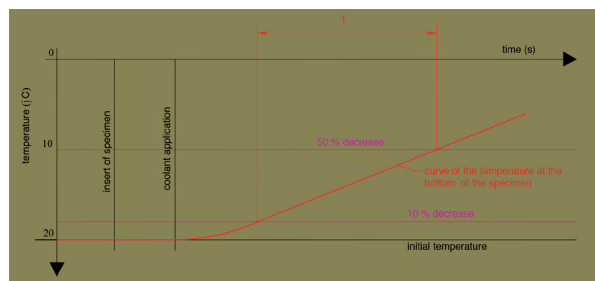 t
time (s)
0
temperature (¡C)
insert of specimen
coolant application
50 % decrease
10
curve of the temperature at the
bottom of the specimen
10 % decrease
20
initial temperature